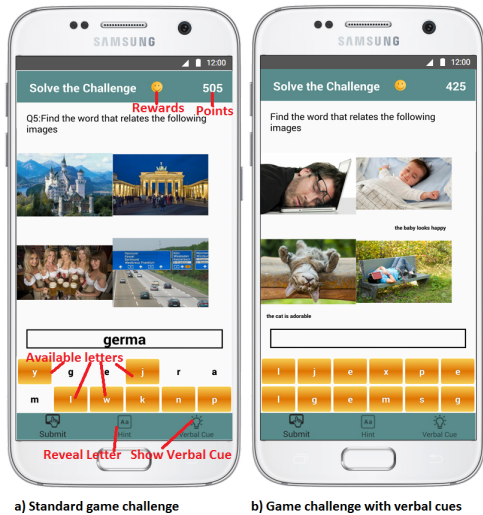 SAMSUNG
12:00
Solve the Challenge 505
Rewards Points
Q5:Find the word that relates the following
images
germa
Available letters
y g e j r a
m l w k n p
Aa
Submit Hint Verbal Cue
Reveal Letter Show Verbal Cue
a) Standard game challenge
SAMSUNG
12:00
Solve the Challenge 425
Find the word that relates the following
images
the baby looks happy
the cat is adorable
l j e x p e
l g e m s g
Aa
Submit Hint Verbal Cue
b) Game challenge with verbal cues